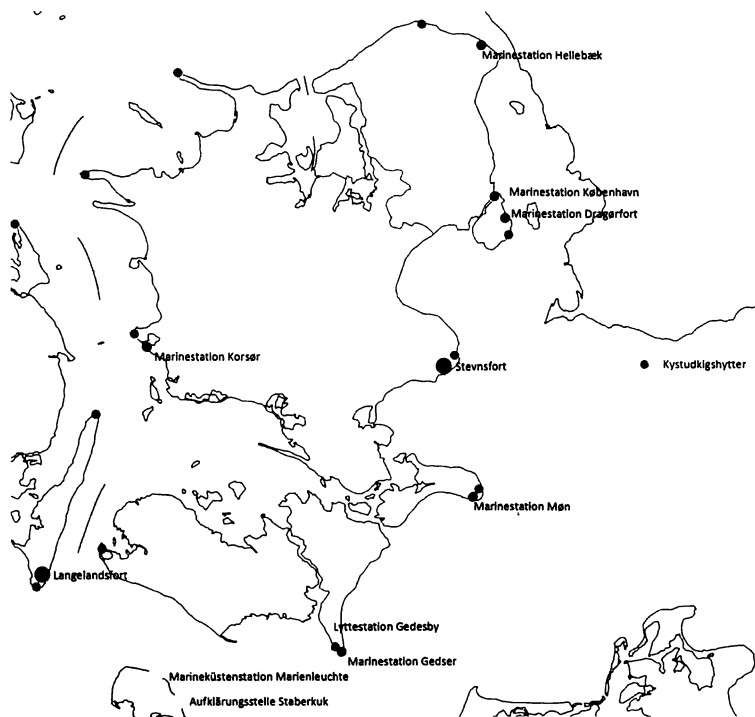 Marinestation Hellebæk
Marinestation København
Marinestation Dragørfort
Marinestation Korsør
Stevnsfort
Kystudkigshytter
Marinestation Møn
Langelandsfort
Lyttestation Gedesby
Marinestation Gedser
Marineküstenstation Marienleuchte
Aufklärungsstelle Staberkuk